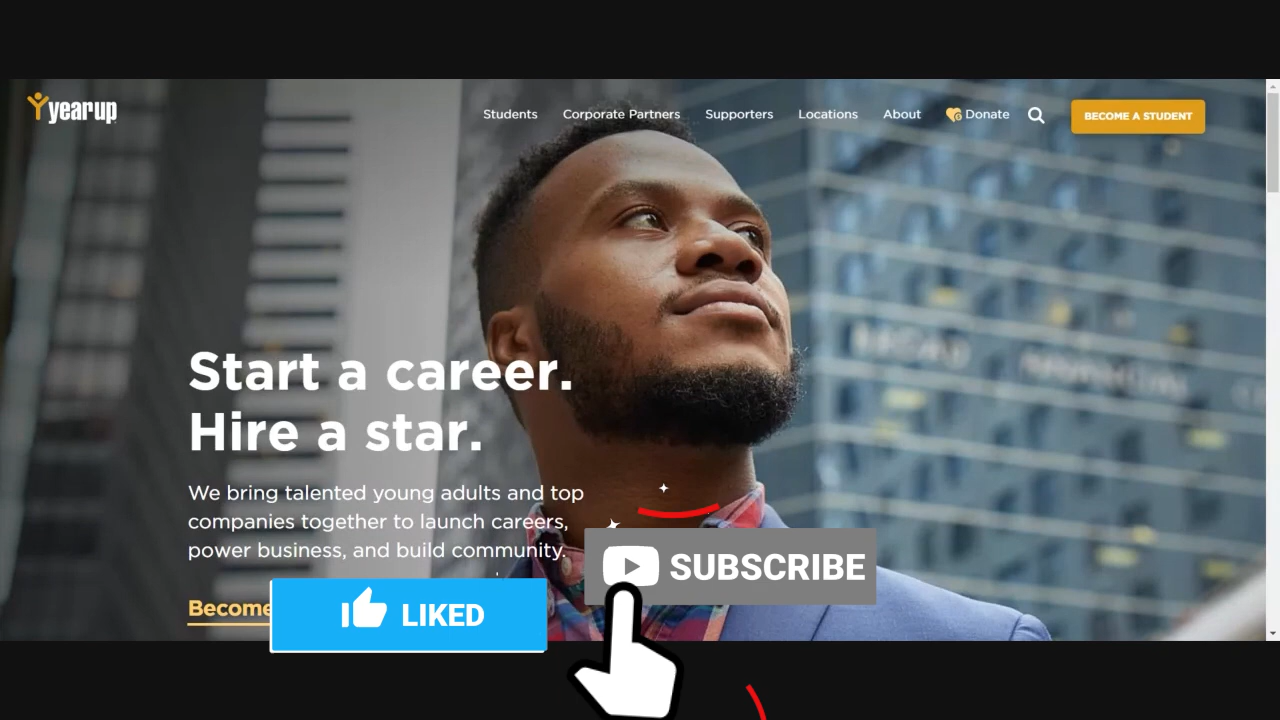 yearup
Students
Corporate Partners
Supporters
Locations
About
Donate
BECOME A STUDENT
Start a career.
Hire a star.
We bring talented young adults and top
companies together to launch careers,
power business, and build community.
Become
LIKED
SUBSCRIBE